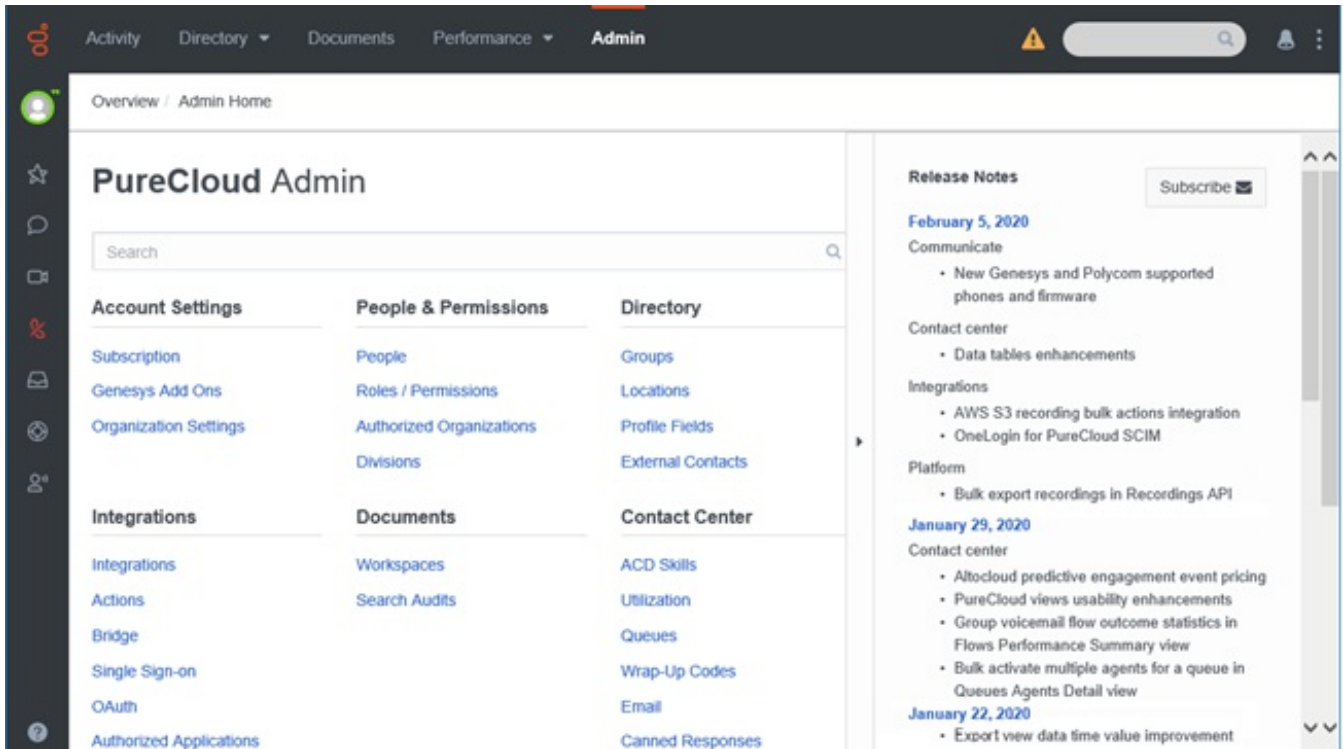 Activity
Directory
Documents
Performance
Admin
Overview / Admin Home
PureCloud Admin
Search
Account Settings
Subscription
Genesys Add Ons
Organization Settings
People & Permissions
People
Roles / Permissions
Authorized Organizations
Divisions
Directory
Groups
Locations
Profile Fields
External Contacts
Integrations
Integrations
Actions
Bridge
Single Sign-on
OAuth
Authorized Applications
Documents
Workspaces
Search Audits
Contact Center
ACD Skills
Utilization
Queues
Wrap-Up Codes
Email
Canned Responses
Release Notes
Subscribe
February 5, 2020
Communicate
• New Genesys and Polycom supported
phones and firmware
Contact center
• Data tables enhancements
Integrations
• AWS S3 recording bulk actions integration
• OneLogin for PureCloud SCIM
Platform
• Bulk export recordings in Recordings API
January 29, 2020
Contact center
• Altocloud predictive engagement event pricing
• PureCloud views usability enhancements
• Group voicemail flow outcome statistics in
Flows Performance Summary view
• Bulk activate multiple agents for a queue in
Queues Agents Detail view
January 22, 2020
• Export view data time value improvement